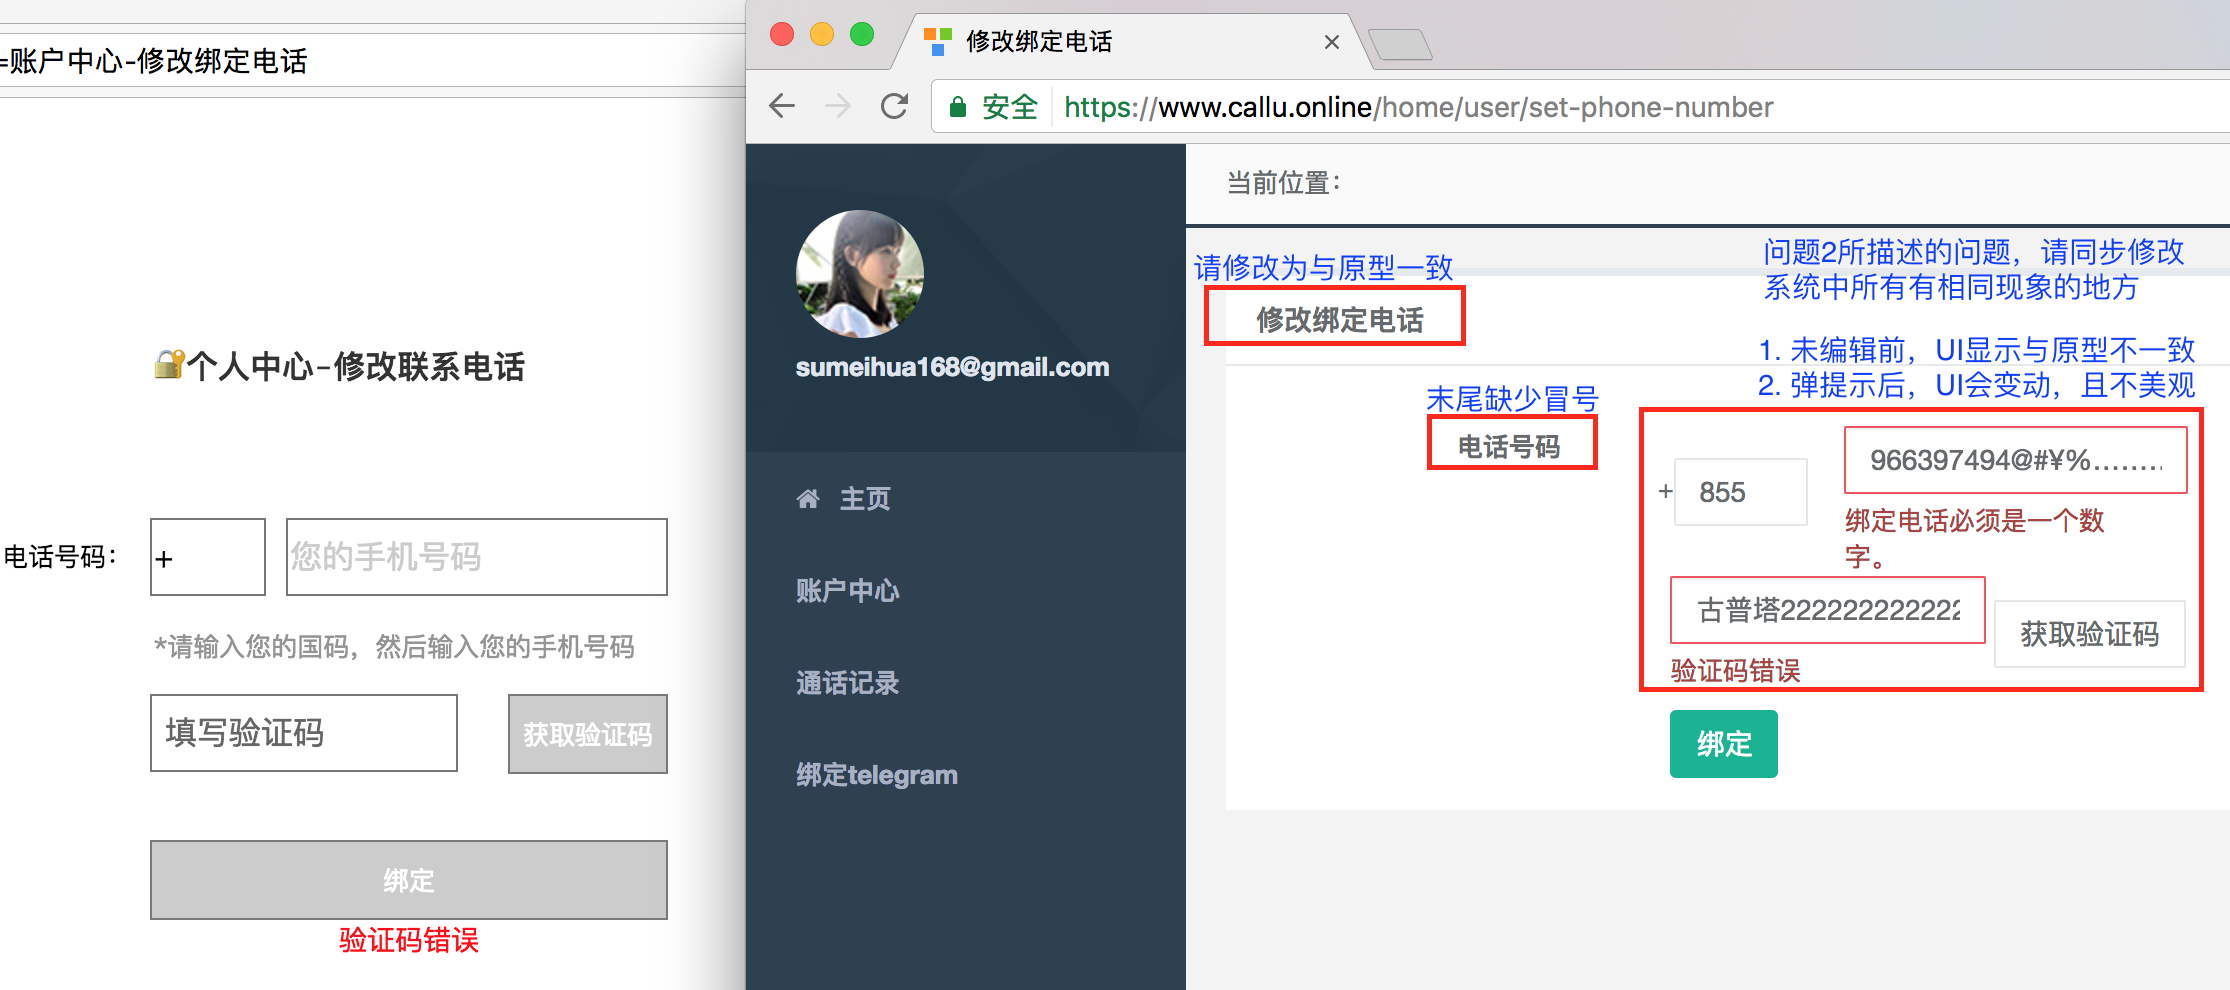 =账户中心-修改绑定电话
🔐个人中心-修改联系电话
电话号码：
+
您的手机号码
*请输入您的国码，然后输入您的手机号码
填写验证码
获取验证码
绑定
验证码错误
修改绑定电话
安全
https://www.callu.online/home/user/set-phone-number
sumeihua168@gmail.com
主页
账户中心
通话记录
绑定telegram
当前位置：
请修改为与原型一致
修改绑定电话
问题2所描述的问题，请同步修改
系统中所有有相同现象的地方
1. 未编辑前，UI显示与原型不一致
2. 弹提示后，UI会变动，且不美观
末尾缺少冒号
电话号码
+
855
966397494@#¥%………
绑定电话必须是一个数
字。
古普塔222222222222
获取验证码
验证码错误
绑定